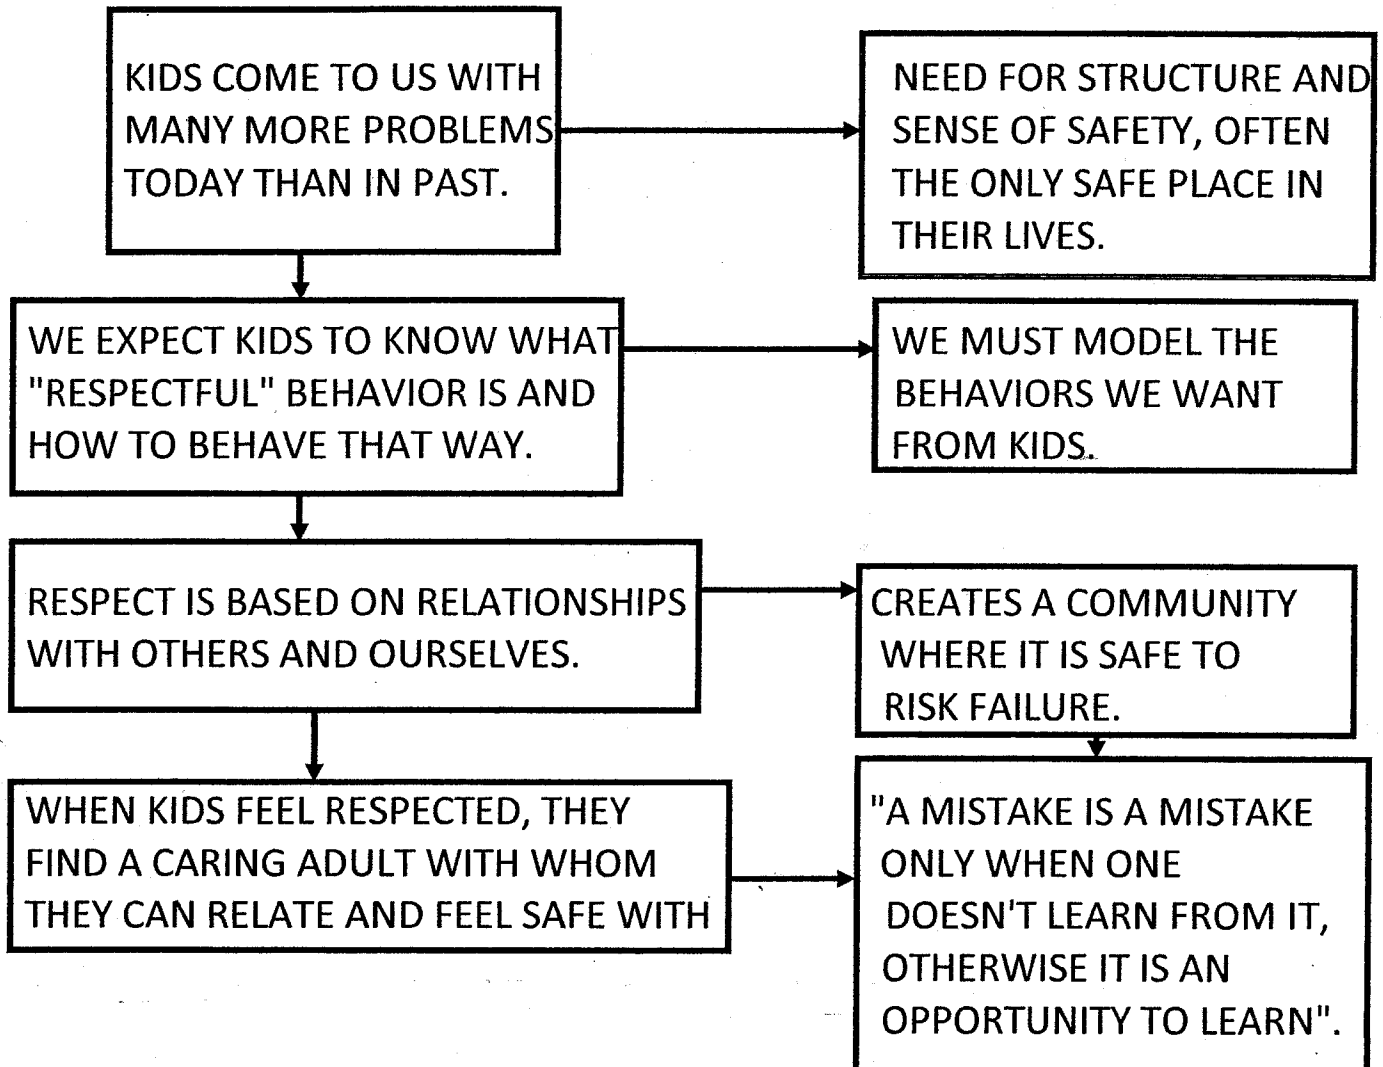 KIDS COME TO US WITH
MANY MORE PROBLEMS
TODAY THAN IN PAST.
NEED FOR STRUCTURE AND
SENSE OF SAFETY, OFTEN
THE ONLY SAFE PLACE IN
THEIR LIVES.
WE EXPECT KIDS TO KNOW WHAT
"RESPECTFUL" BEHAVIOR IS AND
HOW TO BEHAVE THAT WAY.
WE MUST MODEL THE
BEHAVIORS WE WANT
FROM KIDS.
RESPECT IS BASED ON RELATIONSHIPS
WITH OTHERS AND OURSELVES.
CREATES A COMMUNITY
WHERE IT IS SAFE TO
RISK FAILURE.
WHEN KIDS FEEL RESPECTED, THEY
FIND A CARING ADULT WITH WHOM
THEY CAN RELATE AND FEEL SAFE WITH
"A MISTAKE IS A MISTAKE
ONLY WHEN ONE
DOESN'T LEARN FROM IT,
OTHERWISE IT IS AN
OPPORTUNITY TO LEARN".